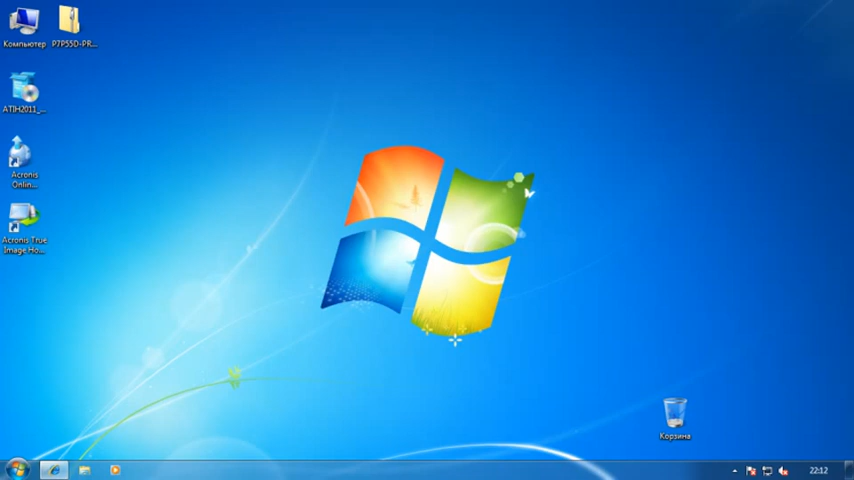 Компьютер
P7P55D-PR...
ATIH2011_...
Acronis
Onlin...
Acronis True
Image Ho...
Корзина
22:12